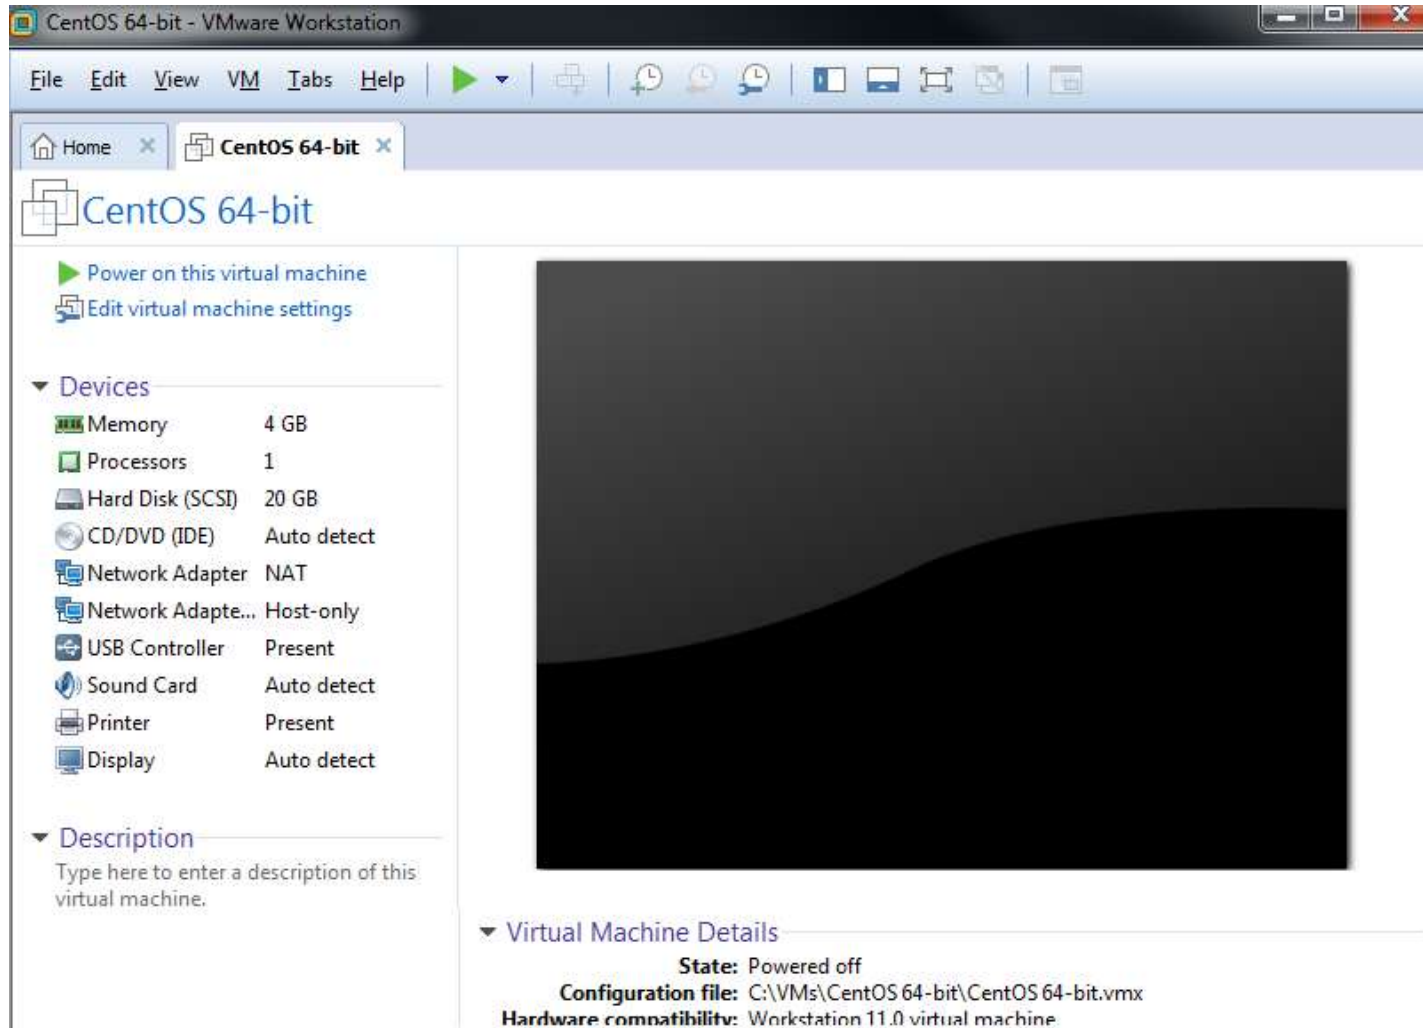 CentOS 64-bit - VMware Workstation
File Edit View VM Tabs Help
Home CentOS 64-bit
CentOS 64-bit
Power on this virtual machine
Edit virtual machine settings
Devices
Memory 4 GB
Processors 1
Hard Disk (SCSI) 20 GB
CD/DVD (IDE) Auto detect
Network Adapter NAT
Network Adapte... Host-only
USB Controller Present
Sound Card Auto detect
Printer Present
Display Auto detect
Description
Type here to enter a description of this
virtual machine.
Virtual Machine Details
State: Powered off
Configuration file: C:\VMs\CentOS 64-bit\CentOS 64-bit.vmx
Hardware compatibility: Workstation 11.0 virtual machine